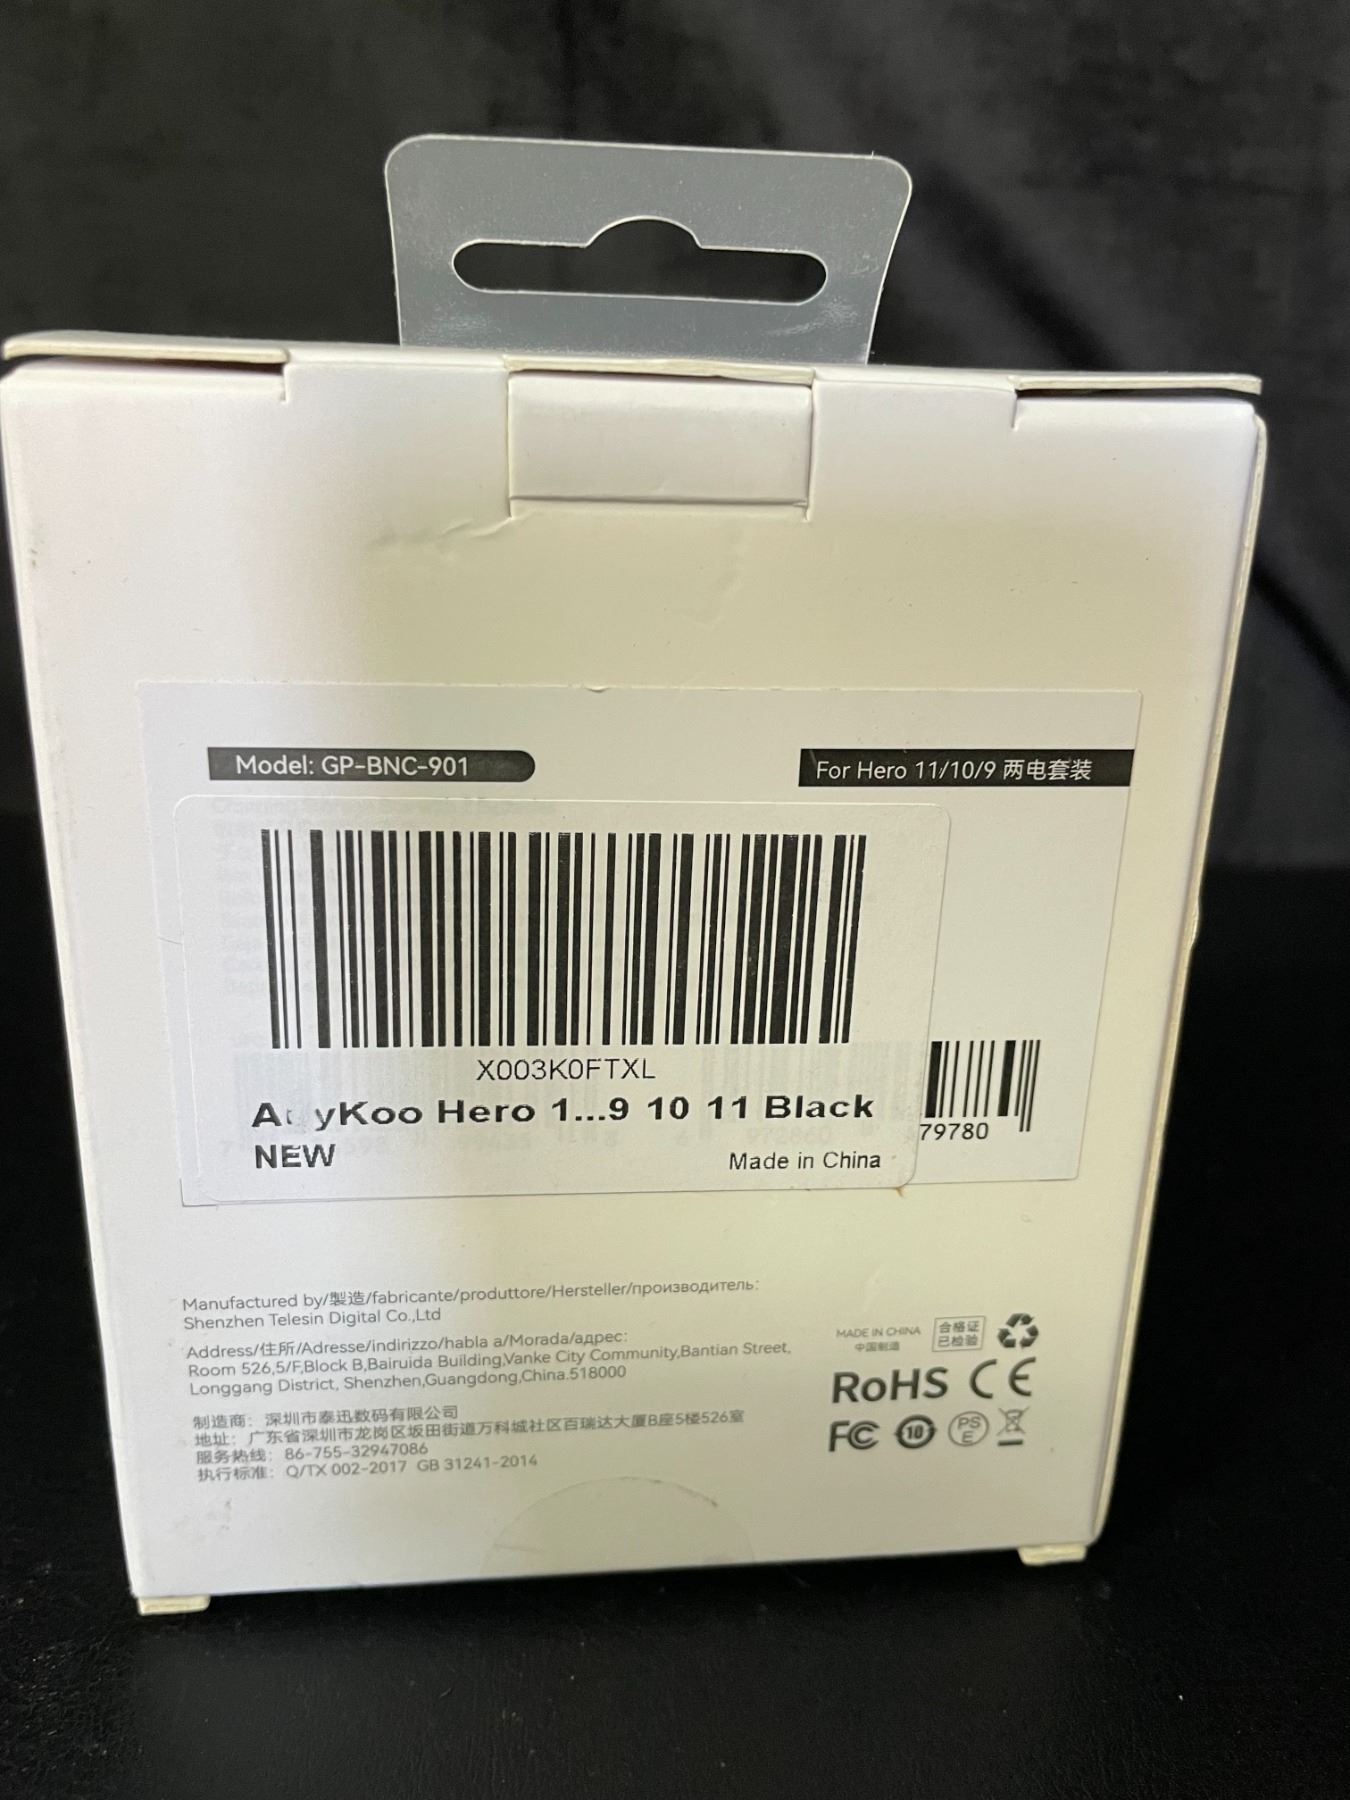 Model: GP-BNC-901
For Hero 11/10/9 两电套装
X003K0FTXL
yKoo Hero 1...9 10 11 Black
NEW
Made in China
79780
Manufactured by/製造/fabricante/produttore/Hersteller/производитель:
Shenzhen Telesin Digital Co.,Ltd
Address/住所/Adresse/indirizzo/habla a/Morada/адрес:
Room 526,5/F,Block B,Bairuida Building,Vanke City Community,Bantian Street,
Longgang District, Shenzhen,Guangdong,China.518000
制造商：深圳市泰迅数码有限公司
地址：广东省深圳市龙岗区坂田街道万科城社区百瑞达大厦B座5楼526室
服务热线：86-755-32947086
执行标准：Q/TX 002-2017 GB 31241-2014
MADE IN CHINA
中国制造
合格证
已检验
RoHS CE
FC 10 PS E